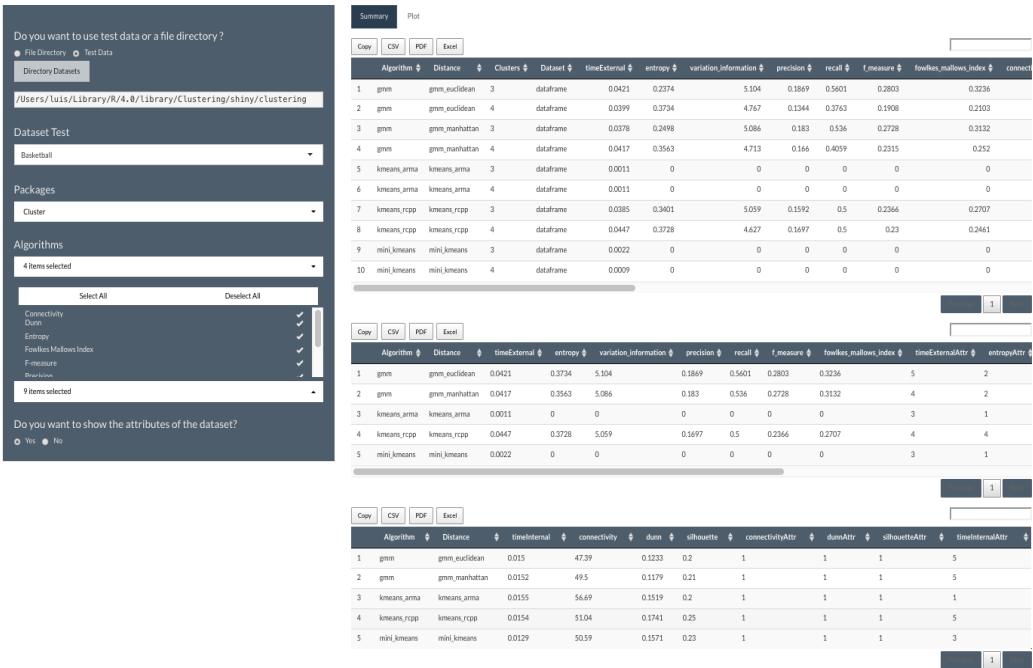 Do you want to use test data or a file directory ?
File Directory Test Data
Directory Datasets
/Users/luis/Library/R/4.0/library/Clustering/shiny/clustering
Dataset Test
Basketball
Packages
Cluster
Algorithms
4 items selected
Select All Deselect All
Connectivity
Dunn
Entropy
Fowlkes Mallows Index
F-measure
Precision
9 items selected
Do you want to show the attributes of the dataset?
Yes No
Summary Plot
Copy CSV PDF Excel
Algorithm Distance Clusters Dataset timeExternal entropy variation_information precision recall f_measure fowlkes_mallows_index connecti
1 gmm gmm_euclidean 3 dataframe 0.0421 0.2374 5.104 0.1869 0.5601 0.2803 0.3236
2 gmm gmm_euclidean 4 dataframe 0.0399 0.3734 4.767 0.1344 0.3763 0.1908 0.2103
3 gmm gmm_manhattan 3 dataframe 0.0378 0.2498 5.086 0.183 0.536 0.2728 0.3132
4 gmm gmm_manhattan 4 dataframe 0.0417 0.3563 4.713 0.166 0.4059 0.2315 0.252
5 kmeans_arma kmeans_arma 3 dataframe 0.0011 0 0 0 0 0 0
6 kmeans_arma kmeans_arma 4 dataframe 0.0011 0 0 0 0 0 0
7 kmeans_rcpp kmeans_rcpp 3 dataframe 0.0385 0.3401 5.059 0.1592 0.5 0.2366 0.2707
8 kmeans_rcpp kmeans_rcpp 4 dataframe 0.0447 0.3728 4.627 0.1697 0.5 0.23 0.2461
9 mini_kmeans mini_kmeans 3 dataframe 0.0022 0 0 0 0 0 0
10 mini_kmeans mini_kmeans 4 dataframe 0.0009 0 0 0 0 0 0
1
Copy CSV PDF Excel
Algorithm Distance timeExternal entropy variation_information precision recall f_measure fowlkes_mallows_index timeExternalAttr entropyAttr
1 gmm gmm_euclidean 0.0421 0.3734 5.104 0.1869 0.5601 0.2803 0.3236 5 2
2 gmm gmm_manhattan 0.0417 0.3563 5.086 0.183 0.536 0.2728 0.3132 4 2
3 kmeans_arma kmeans_arma 0.0011 0 0 0 0 0 0 3 1
4 kmeans_rcpp kmeans_rcpp 0.0447 0.3728 5.059 0.1697 0.5 0.2366 0.2707 4 4
5 mini_kmeans mini_kmeans 0.0022 0 0 0 0 0 0 3 1
1
Copy CSV PDF Excel
Algorithm Distance timeInternal connectivity dunn silhouette connectivityAttr dunnAttr silhouetteAttr timeInternalAttr
1 gmm gmm_euclidean 0.015 47.39 0.1233 0.2 1 1 1 5
2 gmm gmm_manhattan 0.0152 49.5 0.1179 0.21 1 1 1 5
3 kmeans_arma kmeans_arma 0.0155 56.69 0.1519 0.2 1 1 1 1
4 kmeans_rcpp kmeans_rcpp 0.0154 51.04 0.1741 0.25 1 1 1 5
5 mini_kmeans mini_kmeans 0.0129 50.59 0.1571 0.23 1 1 1 3
1